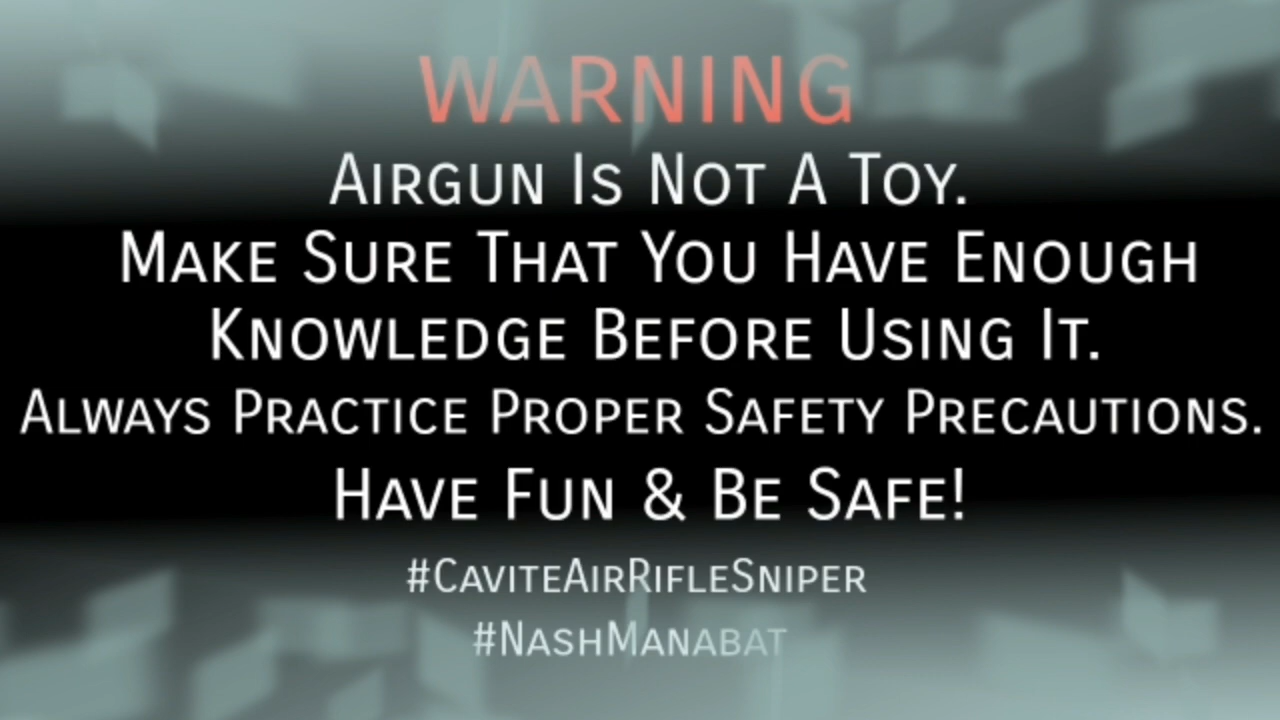 WARNING
Airgun Is Not A Toy.
Make Sure That You Have Enough
Knowledge Before Using It.
Always Practice Proper Safety Precautions.
Have Fun & Be Safe!
#CaviteAirRifleSniper
#NashManabat